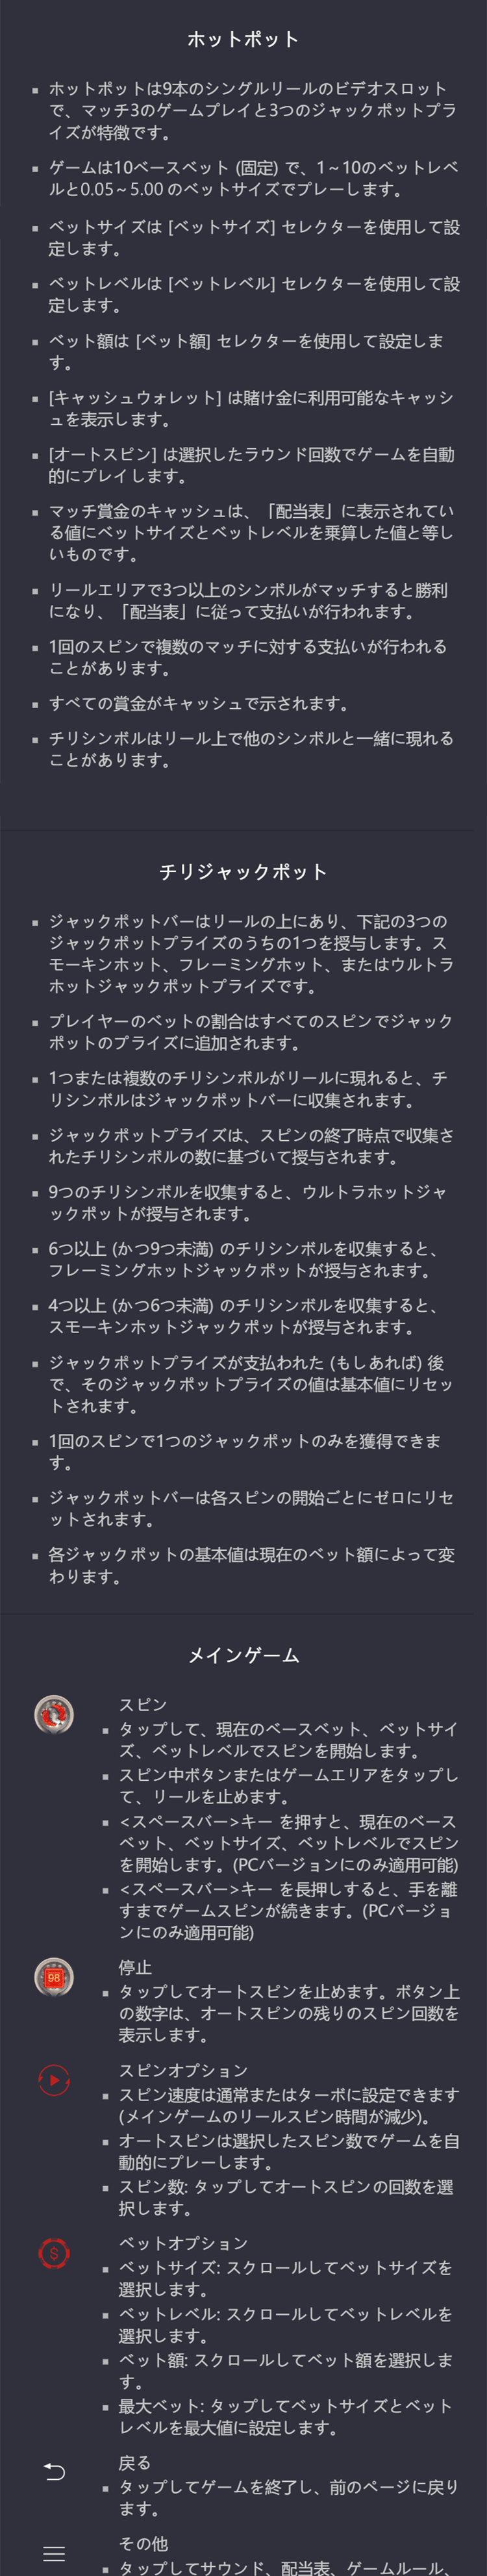 ホットポット
ホットポットは9本のシングルリールのビデオスロット
で、マッチ3のゲームプレイと3つのジャックポットプラ
イズが特徴です。
ゲームは10ベースベット (固定) で、1～10のベットレベ
ルと0.05～5.00 のベットサイズでプレーします。
ベットサイズは [ベットサイズ] セレクターを使用して設
定します。
ベットレベルは [ベットレベル] セレクターを使用して設
定します。
ベット額は [ベット額] セレクターを使用して設定しま
す。
[キャッシュウォレット] は賭け金に利用可能なキャッシ
ュを表示します。
[オートスピン] は選択したラウンド回数でゲームを自動
的にプレイします。
マッチ賞金のキャッシュは、「配当表」に表示されてい
る値にベットサイズとベットレベルを乗算した値と等し
いものです。
リールエリアで3つ以上のシンボルがマッチすると勝利
になり、「配当表」に従って支払いが行われます。
1回のスピンで複数のマッチに対する支払いが行われる
ことがあります。
すべての賞金がキャッシュで示されます。
チリシンボルはリール上で他のシンボルと一緒に現れる
ことがあります。
チリジャックポット
ジャックポットバーはリールの上にあり、下記の3つの
ジャックポットプライズのうちの1つを授与します。ス
モーキンホット、フレーミングホット、またはウルトラ
ホットジャックポットプライズです。
プレイヤーのベットの割合はすべてのスピンでジャック
ポットのプライズに追加されます。
1つまたは複数のチリシンボルがリールに現れると、チ
リシンボルはジャックポットバーに収集されます。
ジャックポットプライズは、スピンの終了時点で収集さ
れたチリシンボルの数に基づいて授与されます。
9つのチリシンボルを収集すると、ウルトラホットジャ
ックポットが授与されます。
6つ以上 (かつ9つ未満) のチリシンボルを収集すると、
フレーミングホットジャックポットが授与されます。
4つ以上 (かつ6つ未満) のチリシンボルを収集すると、
スモーキンホットジャックポットが授与されます。
ジャックポットプライズが支払われた (もしあれば) 後
で、そのジャックポットプライズの値は基本値にリセッ
トされます。
1回のスピンで1つのジャックポットのみを獲得できま
す。
ジャックポットバーは各スピンの開始ごとにゼロにリセ
ットされます。
各ジャックポットの基本値は現在のベット額によって変
わります。
メインゲーム
スピン
タップして、現在のベースベット、ベットサイ
ズ、ベットレベルでスピンを開始します。
スピン中ボタンまたはゲームエリアをタップし
て、リールを止めます。
<スペースバー>キー を押すと、現在のベース
ベット、ベットサイズ、ベットレベルでスピン
を開始します。(PCバージョンにのみ適用可能)
<スペースバー>キー を長押しすると、手を離
すまでゲームスピンが続きます。(PCバージョ
ンにのみ適用可能)
98
停止
タップしてオートスピンを止めます。ボタン上
の数字は、オートスピンの残りのスピン回数を
表示します。
スピンオプション
スピン速度は通常またはターボに設定できます
(メインゲームのリールスピン時間が減少)。
オートスピンは選択したスピン数でゲームを自
動的にプレーします。
スピン数: タップしてオートスピンの回数を選
択します。
$
ベットオプション
ベットサイズ: スクロールしてベットサイズを
選択します。
ベットレベル: スクロールしてベットレベルを
選択します。
ベット額: スクロールしてベット額を選択しま
す。
最大ベット: タップしてベットサイズとベット
レベルを最大値に設定します。
戻る
タップしてゲームを終了し、前のページに戻り
ます。
その他
タップしてサウンド、配当表、ゲームルール、